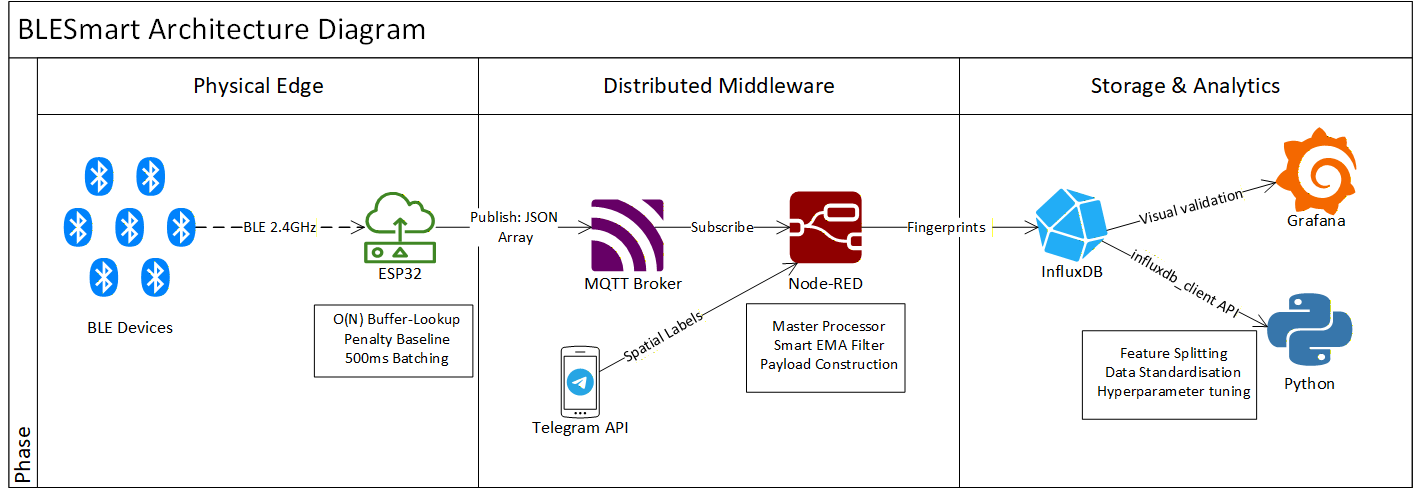 BLESmart Architecture Diagram
Phase
Physical Edge
Distributed Middleware
Storage & Analytics
BLE Devices
BLE 2.4GHz
ESP32
O(N) Buffer-Lookup
Penalty Baseline
500ms Batching
Publish: JSON
Array
MQTT Broker
Subscribe
Node-RED
Spatial Labels
Telegram API
Master Processor
Smart EMA Filter
Payload Construction
Fingerprints
InfluxDB
Visual validation
Grafana
influxdb_client API
Python
Feature Splitting
Data Standardisation
Hyperparameter tuning